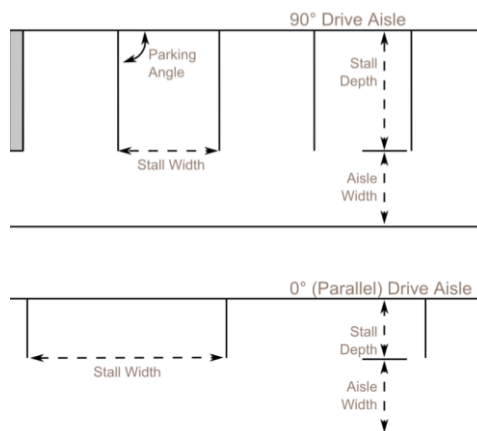 90° Drive Aisle
Parking
Angle
Stall
Depth
Stall Width
Aisle
Width
0° (Parallel) Drive Aisle
Stall
Depth
Stall Width
Aisle
Width